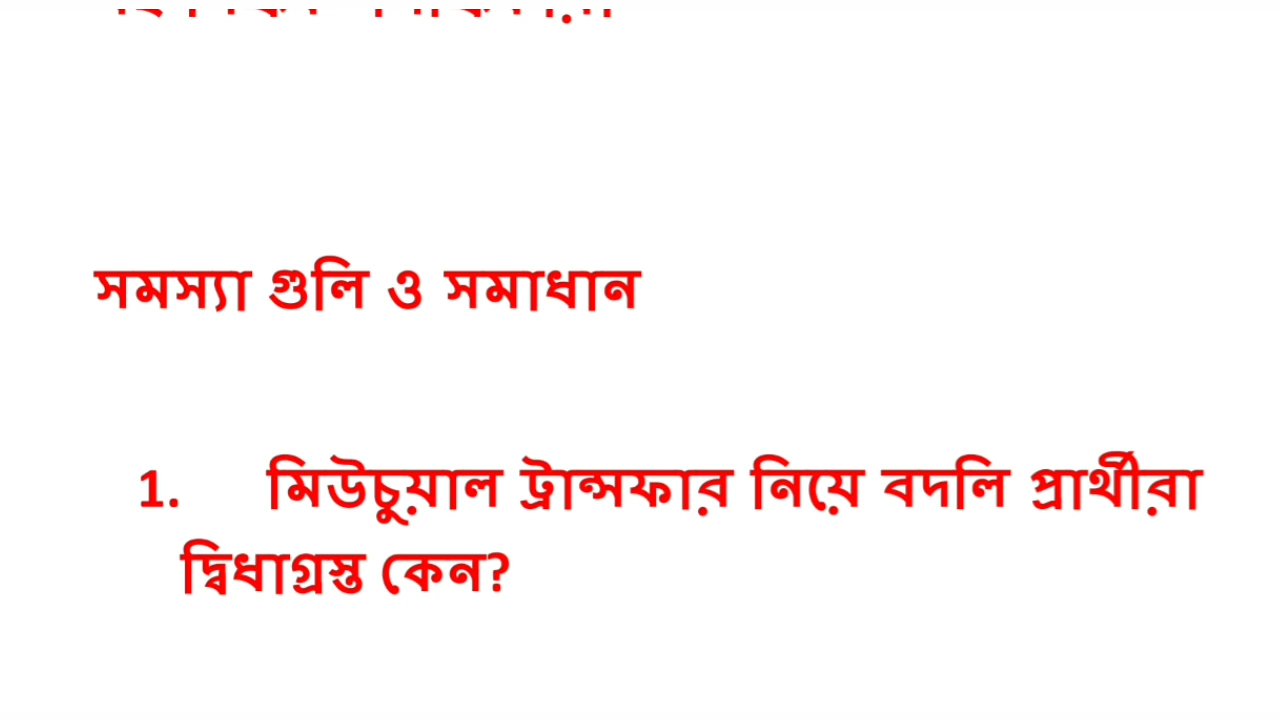 সমস্যা গুলি ও সমাধান
1. মিউচুয়াল ট্রান্সফার নিয়ে বদলি প্রার্থীরা
দ্বিধাগ্রস্ত কেন?